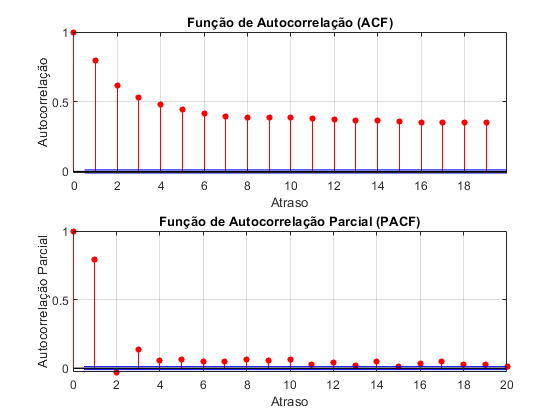 Função de Autocorrelação (ACF)
1
0.5
0
Autocorrelação
0 2 4 6 8 10 12 14 16 18
Atraso
Função de Autocorrelação Parcial (PACF)
1
0.5
0
Autocorrelação Parcial
0 2 4 6 8 10 12 14 16 18 20
Atraso